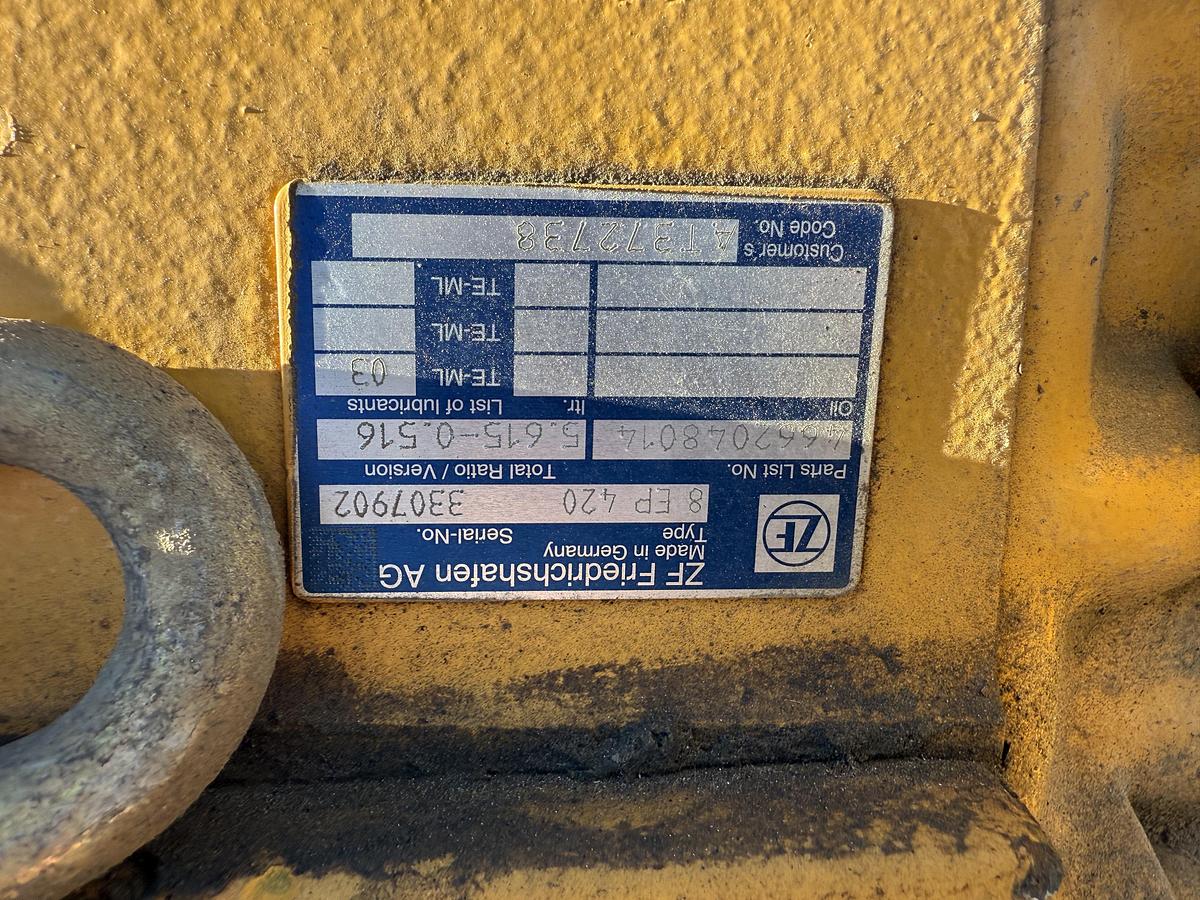 ZF Friedrichshafen AG
Made in Germany
ZF
Type Serial-No.
8 EP 420 3307902
Parts List No. Total Ratio / Version
4662048014 5.615-0.516
Oil ltr. List of lubricants
TE-ML 03
TE-ML
TE-ML
Customer's Code No. AT372738